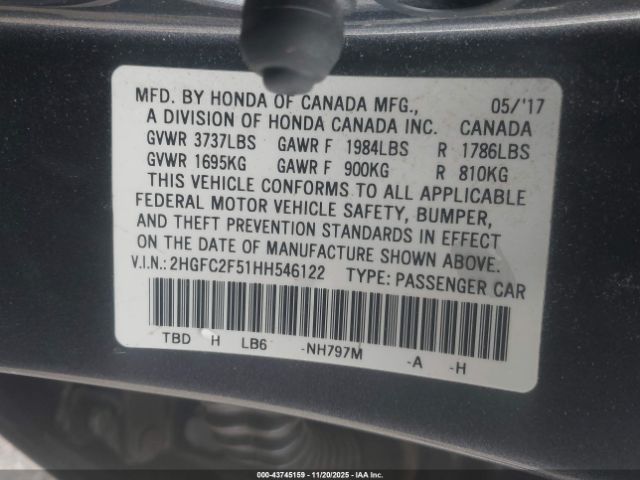 MFD. BY HONDA OF CANADA MFG., 05/'17
A DIVISION OF HONDA CANADA INC. CANADA
GVWR 3737LBS GAWR F 1984LBS R 1786LBS
GVWR 1695KG GAWR F 900KG R 810KG
THIS VEHICLE CONFORMS TO ALL APPLICABLE
FEDERAL MOTOR VEHICLE SAFETY, BUMPER,
AND THEFT PREVENTION STANDARDS IN EFFECT
ON THE DATE OF MANUFACTURE SHOWN ABOVE.
V.I.N.: 2HGFC2F51HH546122 TYPE: PASSENGER CAR
TBD H LB6 -NH797M -A -H
000-43745159 - 11/20/2025 - IAA Inc.